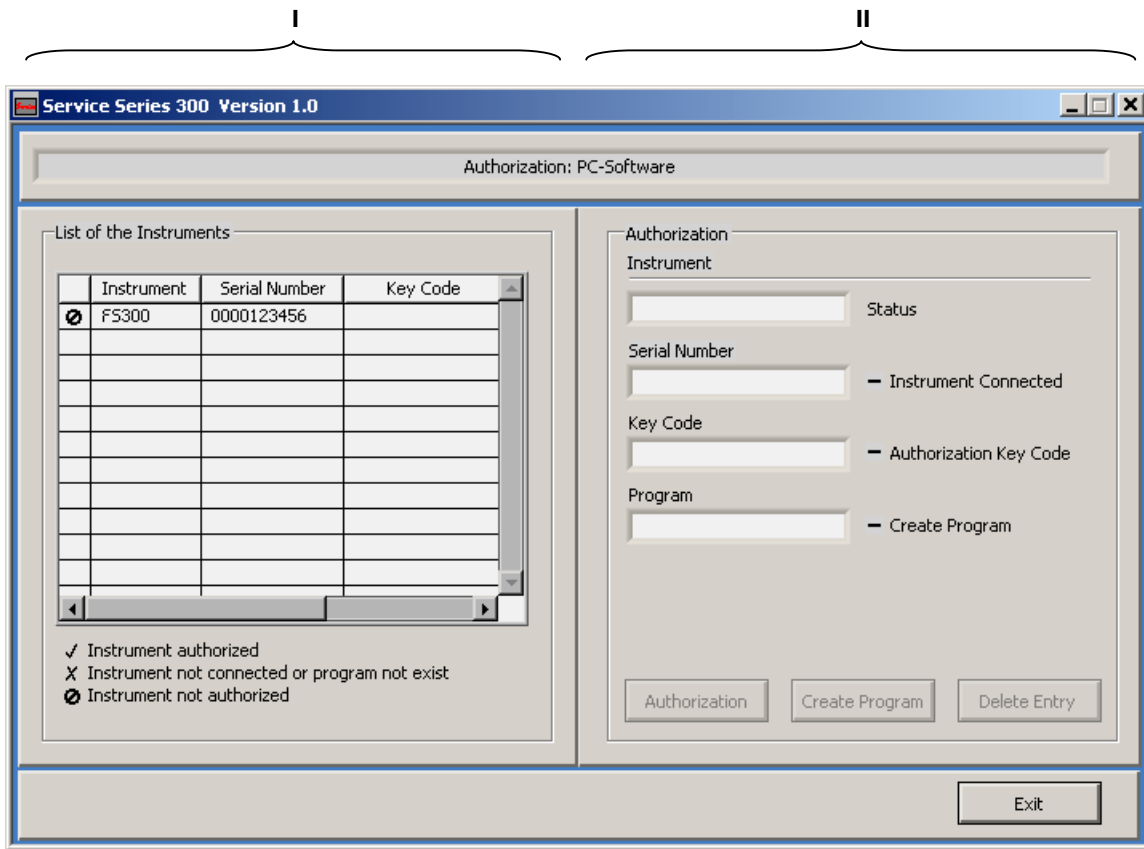 I II
Service Series 300 Version 1.0
Authorization: PC-Software
List of the Instruments
Instrument Serial Number Key Code
FS300 0000123456
✓ Instrument authorized
X Instrument not connected or program not exist
Instrument not authorized
Authorization
Instrument
Status
Serial Number
– Instrument Connected
Key Code
– Authorization Key Code
Program
– Create Program
Authorization Create Program Delete Entry
Exit